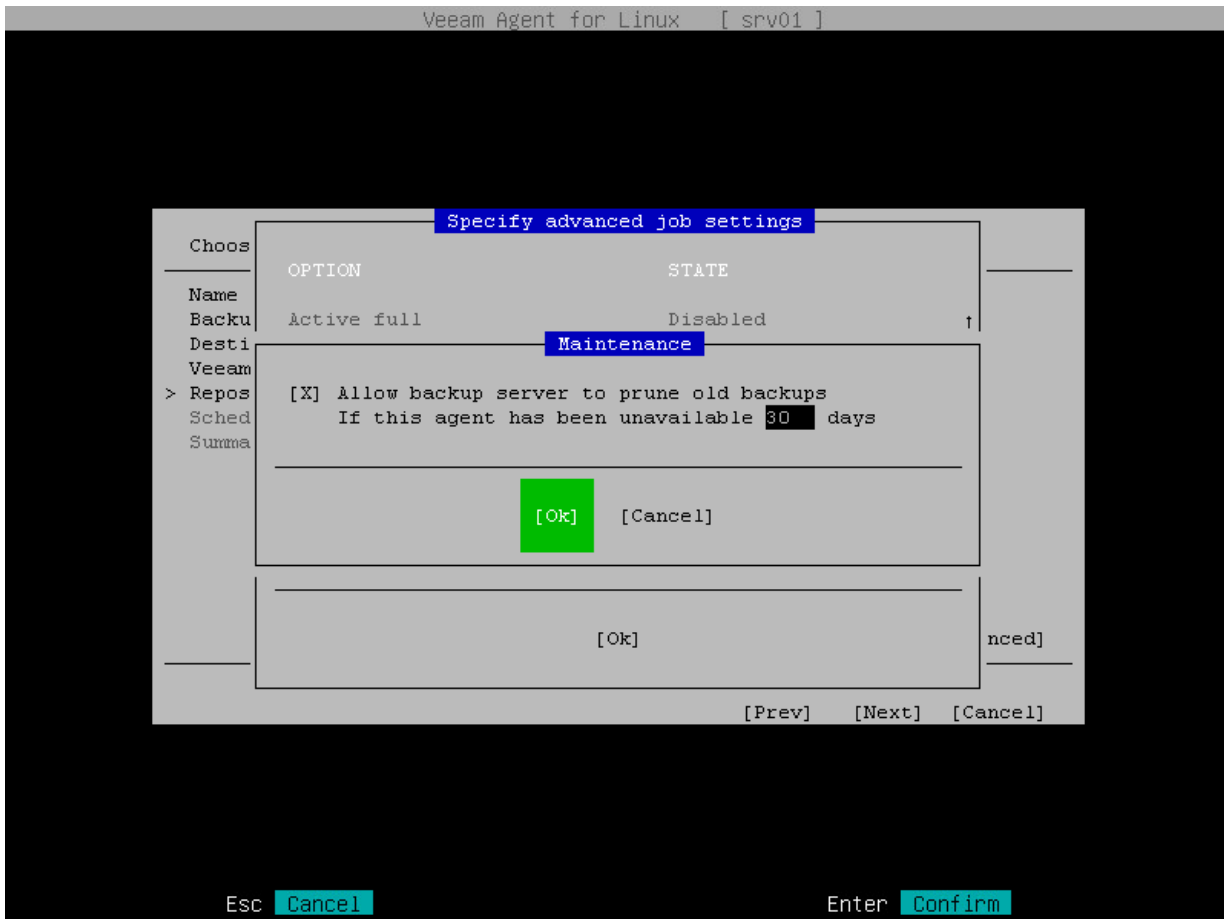 Veeam Agent for Linux [ srv01 ]
Specify advanced job settings
Choos
OPTION STATE
Name
Backu Active full Disabled ↑
Desti Maintenance
Veeam
> Repos [X] Allow backup server to prune old backups
Sched If this agent has been unavailable 30 days
Summa
[Ok] [Cancel]
[Ok] nced]
[Prev] [Next] [Cancel]
Esc Cancel Enter Confirm